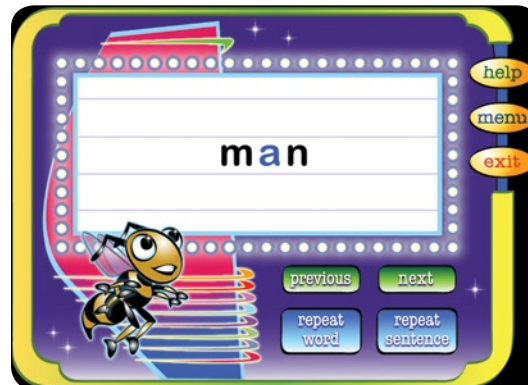 help
menu
man
exit
previous
next
repeat
word
repeat
sentence